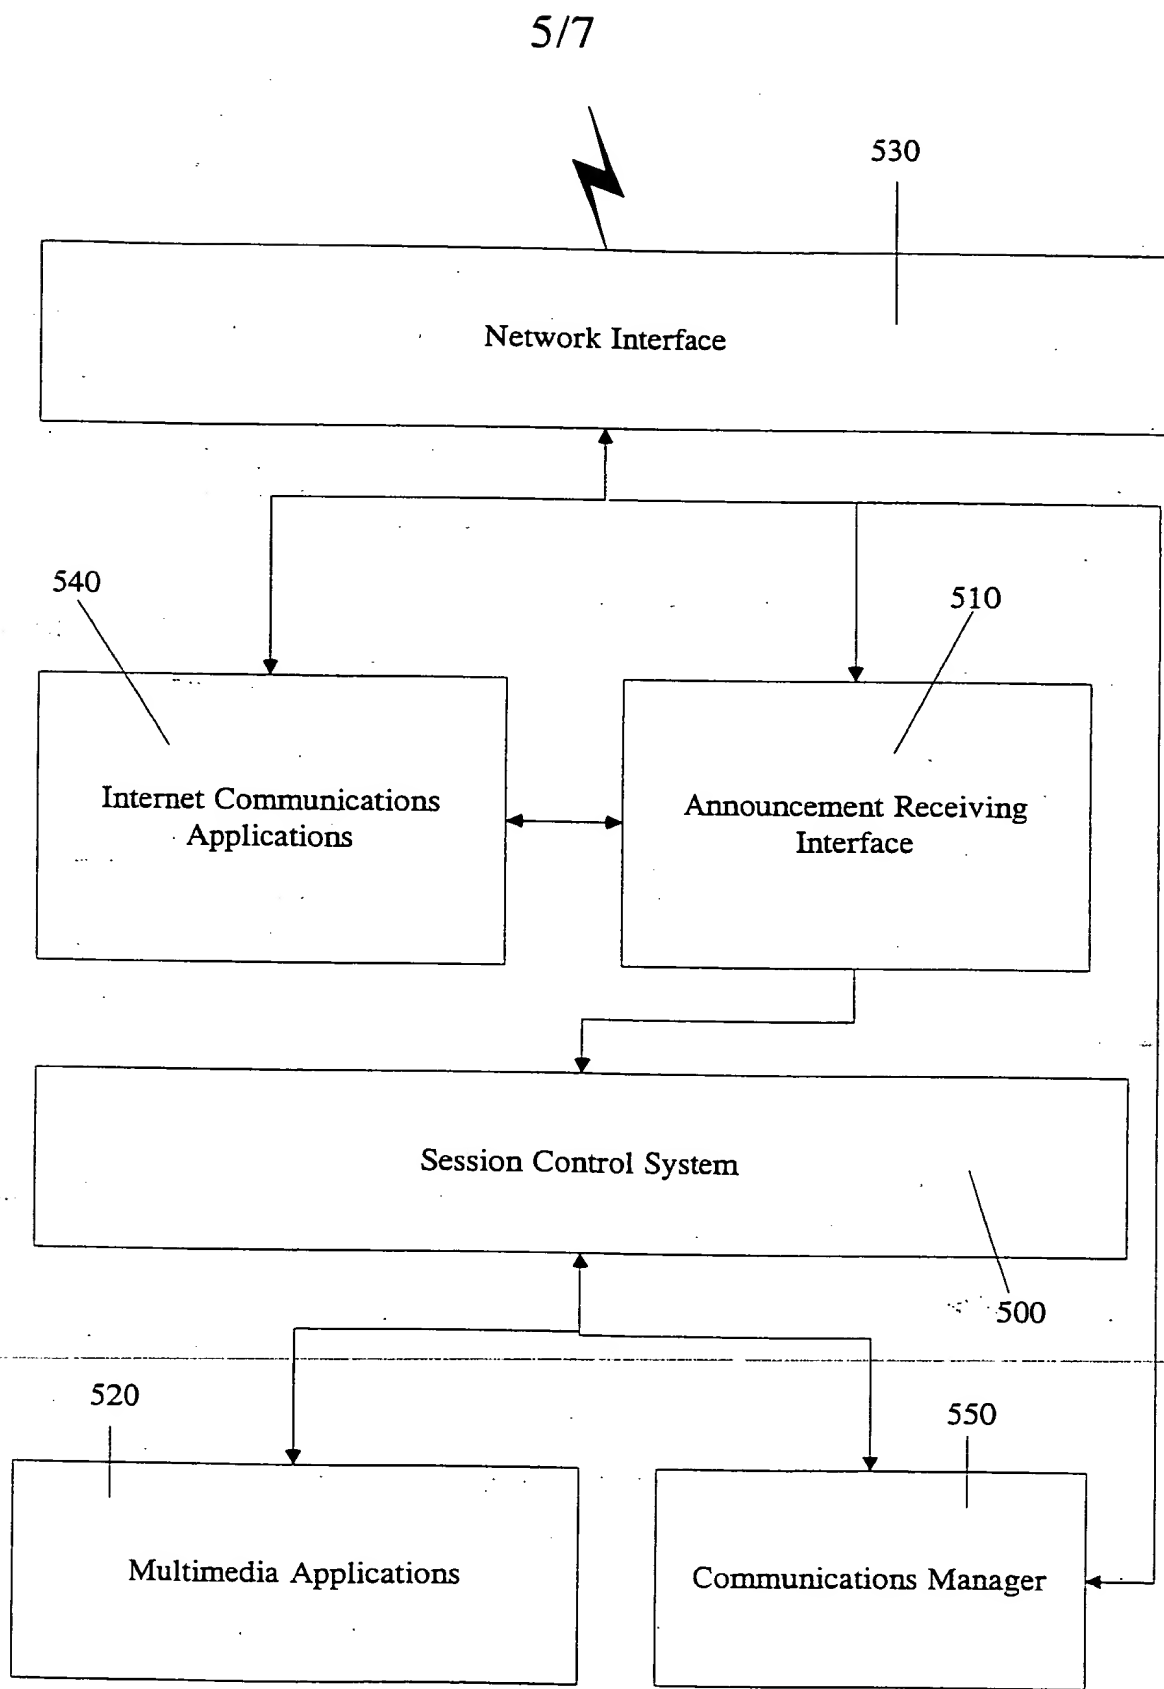 5/7
530
Network Interface
540
510
Internet Communications
Applications
Announcement Receiving
Interface
Session Control System
500
520
550
Multimedia Applications
Communications Manager